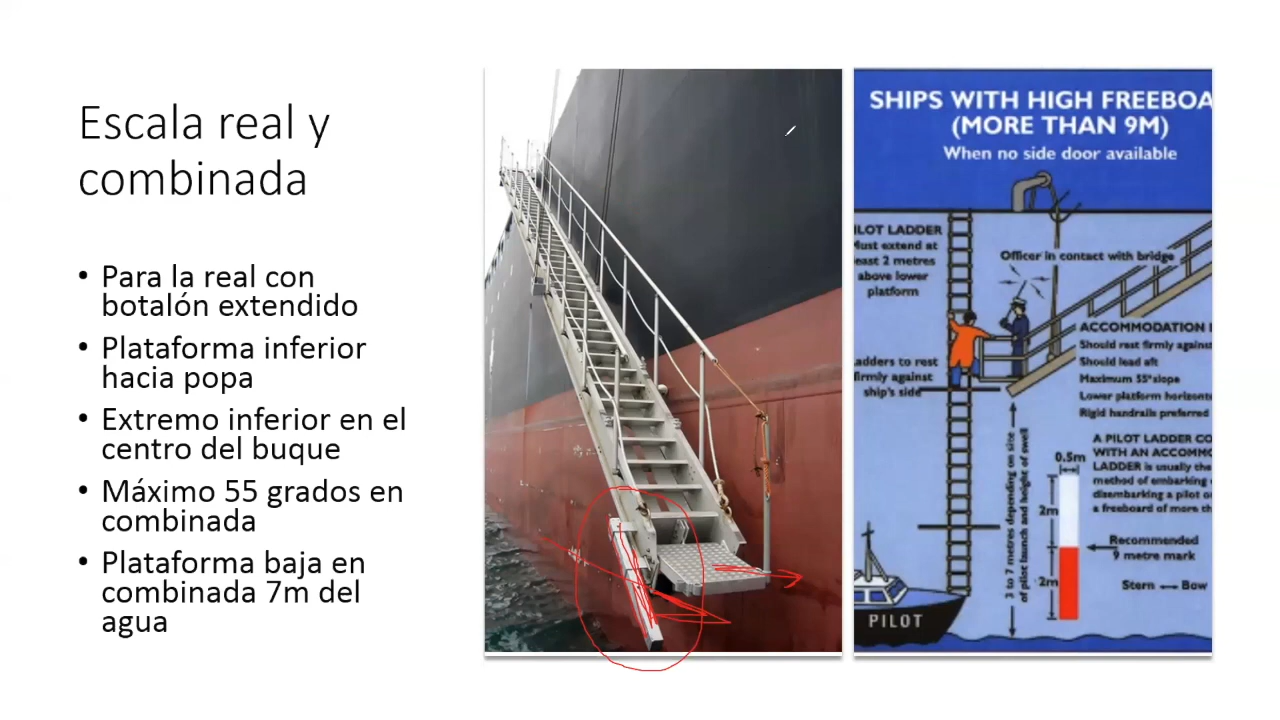 Escala real y
combinada
• Para la real con
botalón extendido
• Plataforma inferior
hacia popa
• Extremo inferior en el
centro del buque
• Máximo 55 grados en
combinada
• Plataforma baja en
combinada 7m del
agua
SHIPS WITH HIGH FREEBOA
(MORE THAN 9M)
When no side door available
ILOT LADDER
Must extend at
east 2 metres
above lower
platform
Officer in contact with bridge
adders to rest
firmly against
ship's side
ACCOMMODATION L
Should rest firmly against
Should lead aft
Maximum 55° slope
Lower platform horizont
Rigid handrails preferred
3 to 7 metres depending on size
of pilot launch and height of swell
A PILOT LADDER CO
WITH AN ACCOMMO
LADDER is usually the
method of embarking
disembarking a pilot o
a freeboard of more th
0.5m
2m
Recommended
9 metre mark
2m
Stern Bow
PILOT